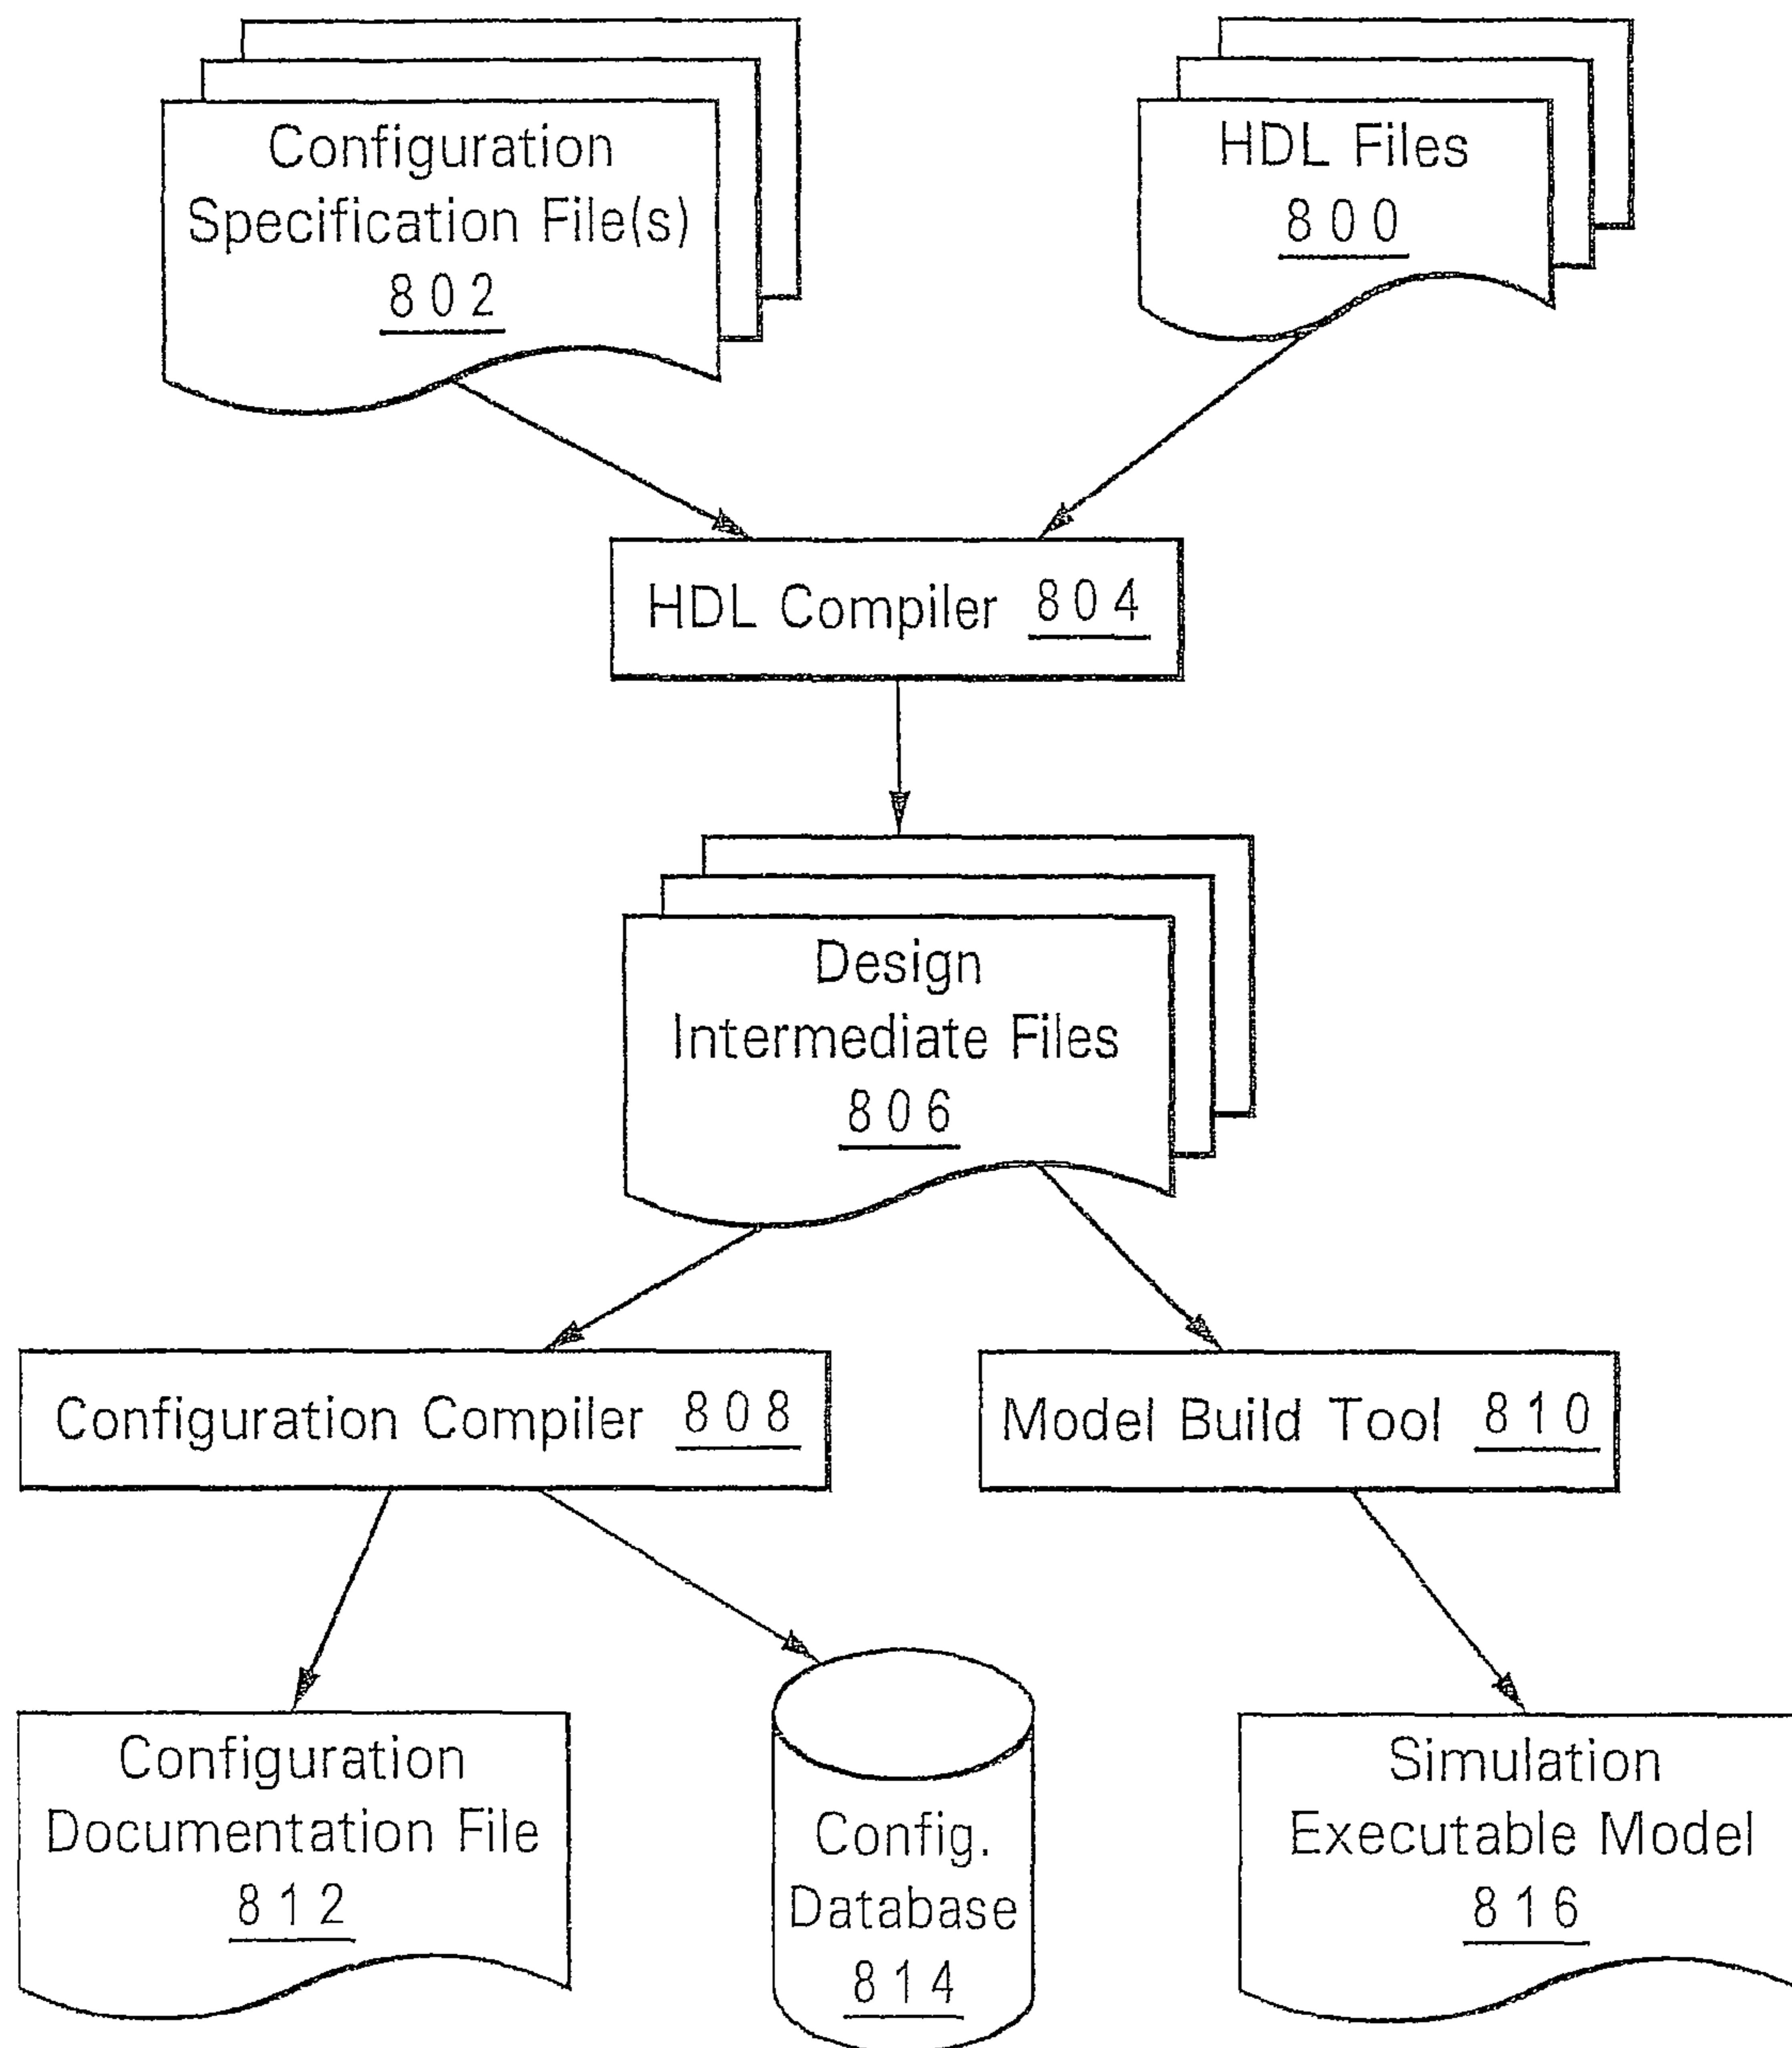 Configuration
Specification File(s)
802
HDL Files
800
HDL Compiler 804
Design
Intermediate Files
806
Configuration Compiler 808
Model Build Tool 810
Configuration
Documentation File
812
Config.
Database
814
Simulation
Executable Model
816